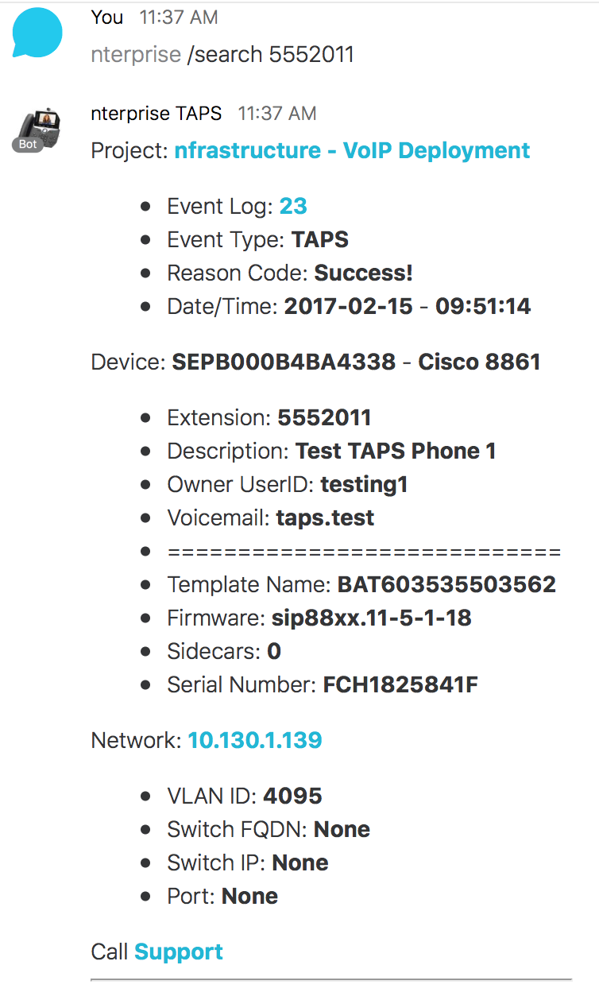 You 11:37 AM
nterprise /search 5552011
nterprise TAPS 11:37 AM
Bot
Project: nfrastructure - VoIP Deployment
Event Log: 23
Event Type: TAPS
Reason Code: Success!
Date/Time: 2017-02-15 - 09:51:14
Device: SEPB000B4BA4338 - Cisco 8861
Extension: 5552011
Description: Test TAPS Phone 1
Owner UserID: testing1
Voicemail: taps.test
============================
Template Name: BAT603535503562
Firmware: sip88xx.11-5-1-18
Sidecars: 0
Serial Number: FCH1825841F
Network: 10.130.1.139
VLAN ID: 4095
Switch FQDN: None
Switch IP: None
Port: None
Call Support